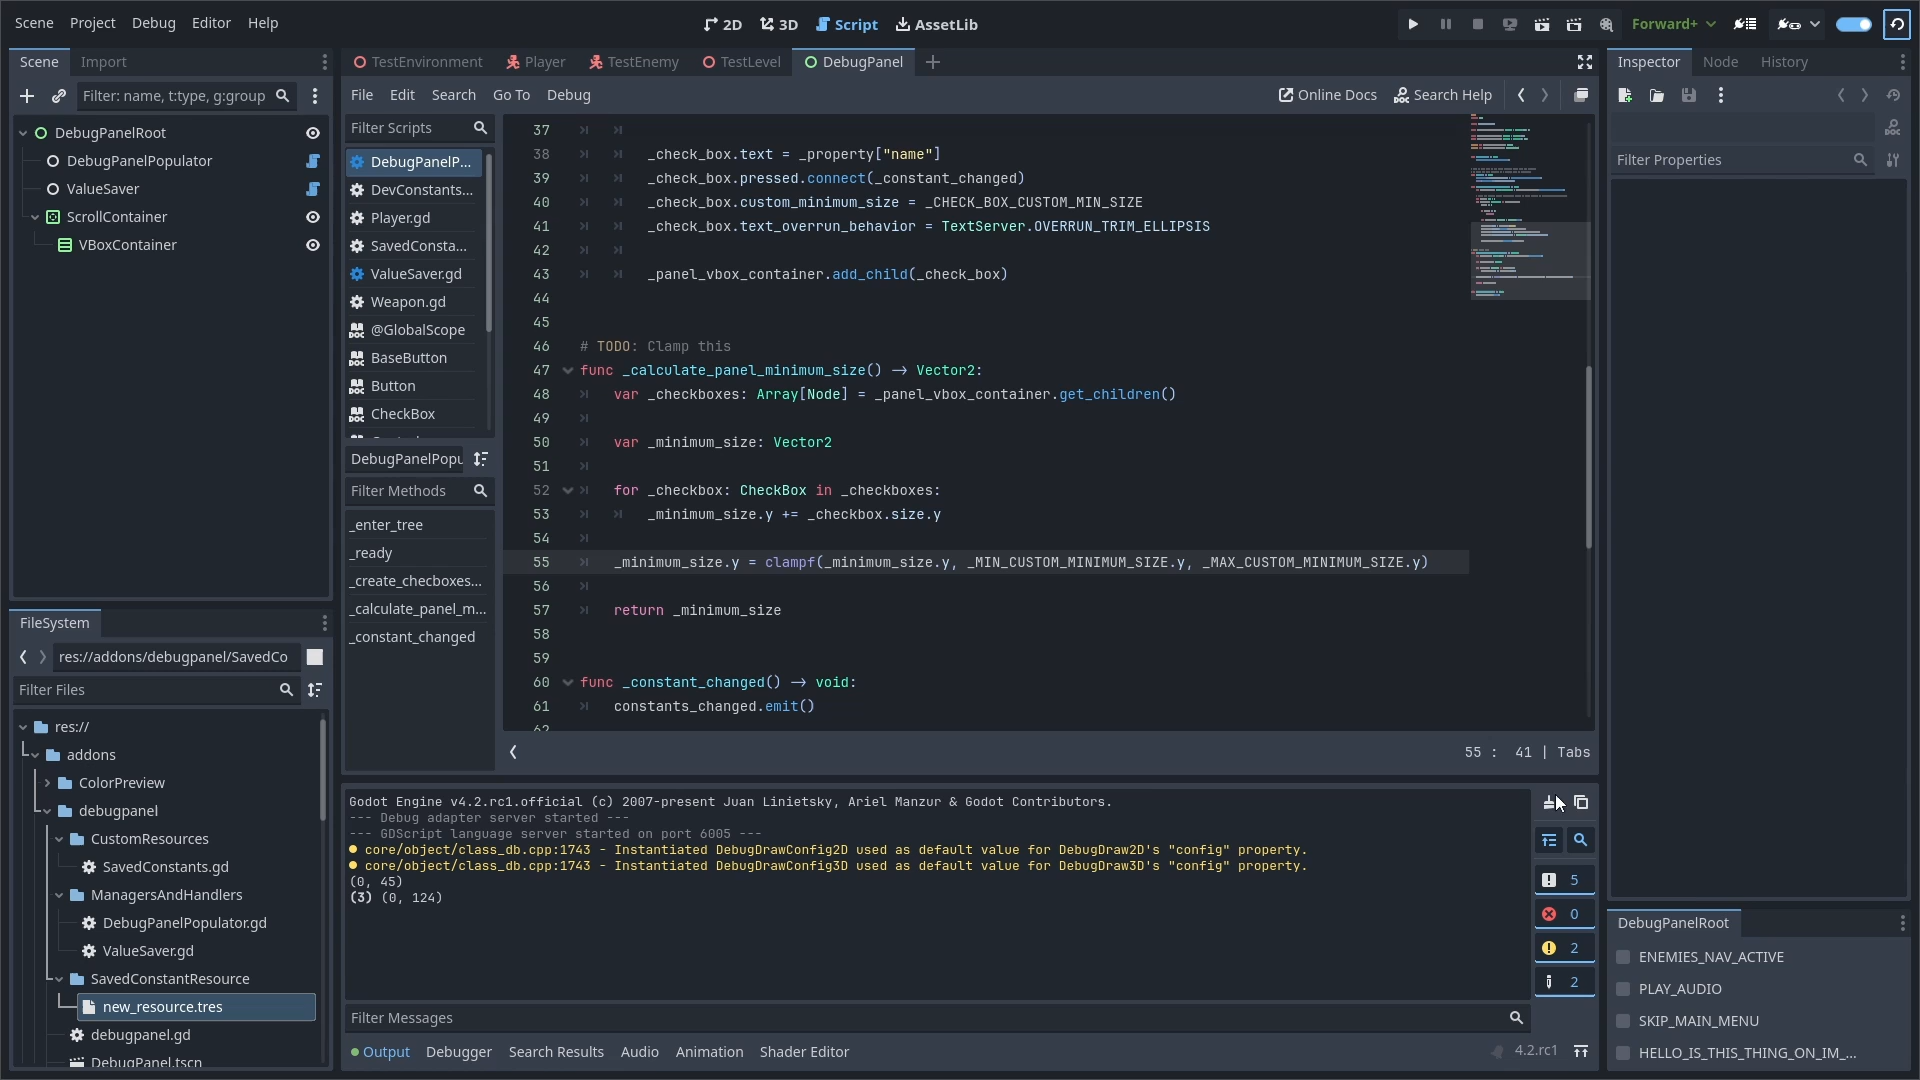 Scene Project Debug Editor Help
2D 3D Script AssetLib
Forward+
Scene Import
Filter: name, t:type, g:group
DebugPanelRoot
DebugPanelPopulator
ValueSaver
ScrollContainer
VBoxContainer
FileSystem
res://addons/debugpanel/SavedCo
Filter Files
res://
addons
ColorPreview
debugpanel
CustomResources
SavedConstants.gd
ManagersAndHandlers
DebugPanelPopulator.gd
ValueSaver.gd
SavedConstantResource
new_resource.tres
debugpanel.gd
DebugPanel.tscn
TestEnvironment Player TestEnemy TestLevel DebugPanel
File Edit Search Go To Debug
Online Docs Search Help
Filter Scripts
DebugPanelP...
DevConstants...
Player.gd
SavedConsta...
ValueSaver.gd
Weapon.gd
@GlobalScope
BaseButton
Button
CheckBox
DebugPanelPopu
Filter Methods
_enter_tree
_ready
_create_checboxes...
_calculate_panel_m...
_constant_changed
37
38 _check_box.text = _property["name"]
39 _check_box.pressed.connect(_constant_changed)
40 _check_box.custom_minimum_size = _CHECK_BOX_CUSTOM_MIN_SIZE
41 _check_box.text_overrun_behavior = TextServer.OVERRUN_TRIM_ELLIPSIS
42
43 _panel_vbox_container.add_child(_check_box)
44
45
46 # TODO: Clamp this
47 func _calculate_panel_minimum_size() -> Vector2:
48 var _checkboxes: Array[Node] = _panel_vbox_container.get_children()
49
50 var _minimum_size: Vector2
51
52 for _checkbox: CheckBox in _checkboxes:
53 _minimum_size.y += _checkbox.size.y
54
55 _minimum_size.y = clampf(_minimum_size.y, _MIN_CUSTOM_MINIMUM_SIZE.y, _MAX_CUSTOM_MINIMUM_SIZE.y)
56
57 return _minimum_size
58
59
60 func _constant_changed() -> void:
61 constants_changed.emit()
62
55 : 41 | Tabs
Godot Engine v4.2.rc1.official (c) 2007-present Juan Linietsky, Ariel Manzur & Godot Contributors.
--- Debug adapter server started ---
--- GDScript language server started on port 6005 ---
core/object/class_db.cpp:1743 - Instantiated DebugDrawConfig2D used as default value for DebugDraw2D's "config" property.
core/object/class_db.cpp:1743 - Instantiated DebugDrawConfig3D used as default value for DebugDraw3D's "config" property.
(0, 45)
(3) (0, 124)
5
0
2
2
Filter Messages
Output Debugger Search Results Audio Animation Shader Editor
4.2.rc1
Inspector Node History
Filter Properties
DebugPanelRoot
ENEMIES_NAV_ACTIVE
PLAY_AUDIO
SKIP_MAIN_MENU
HELLO_IS_THIS_THING_ON_IM_...